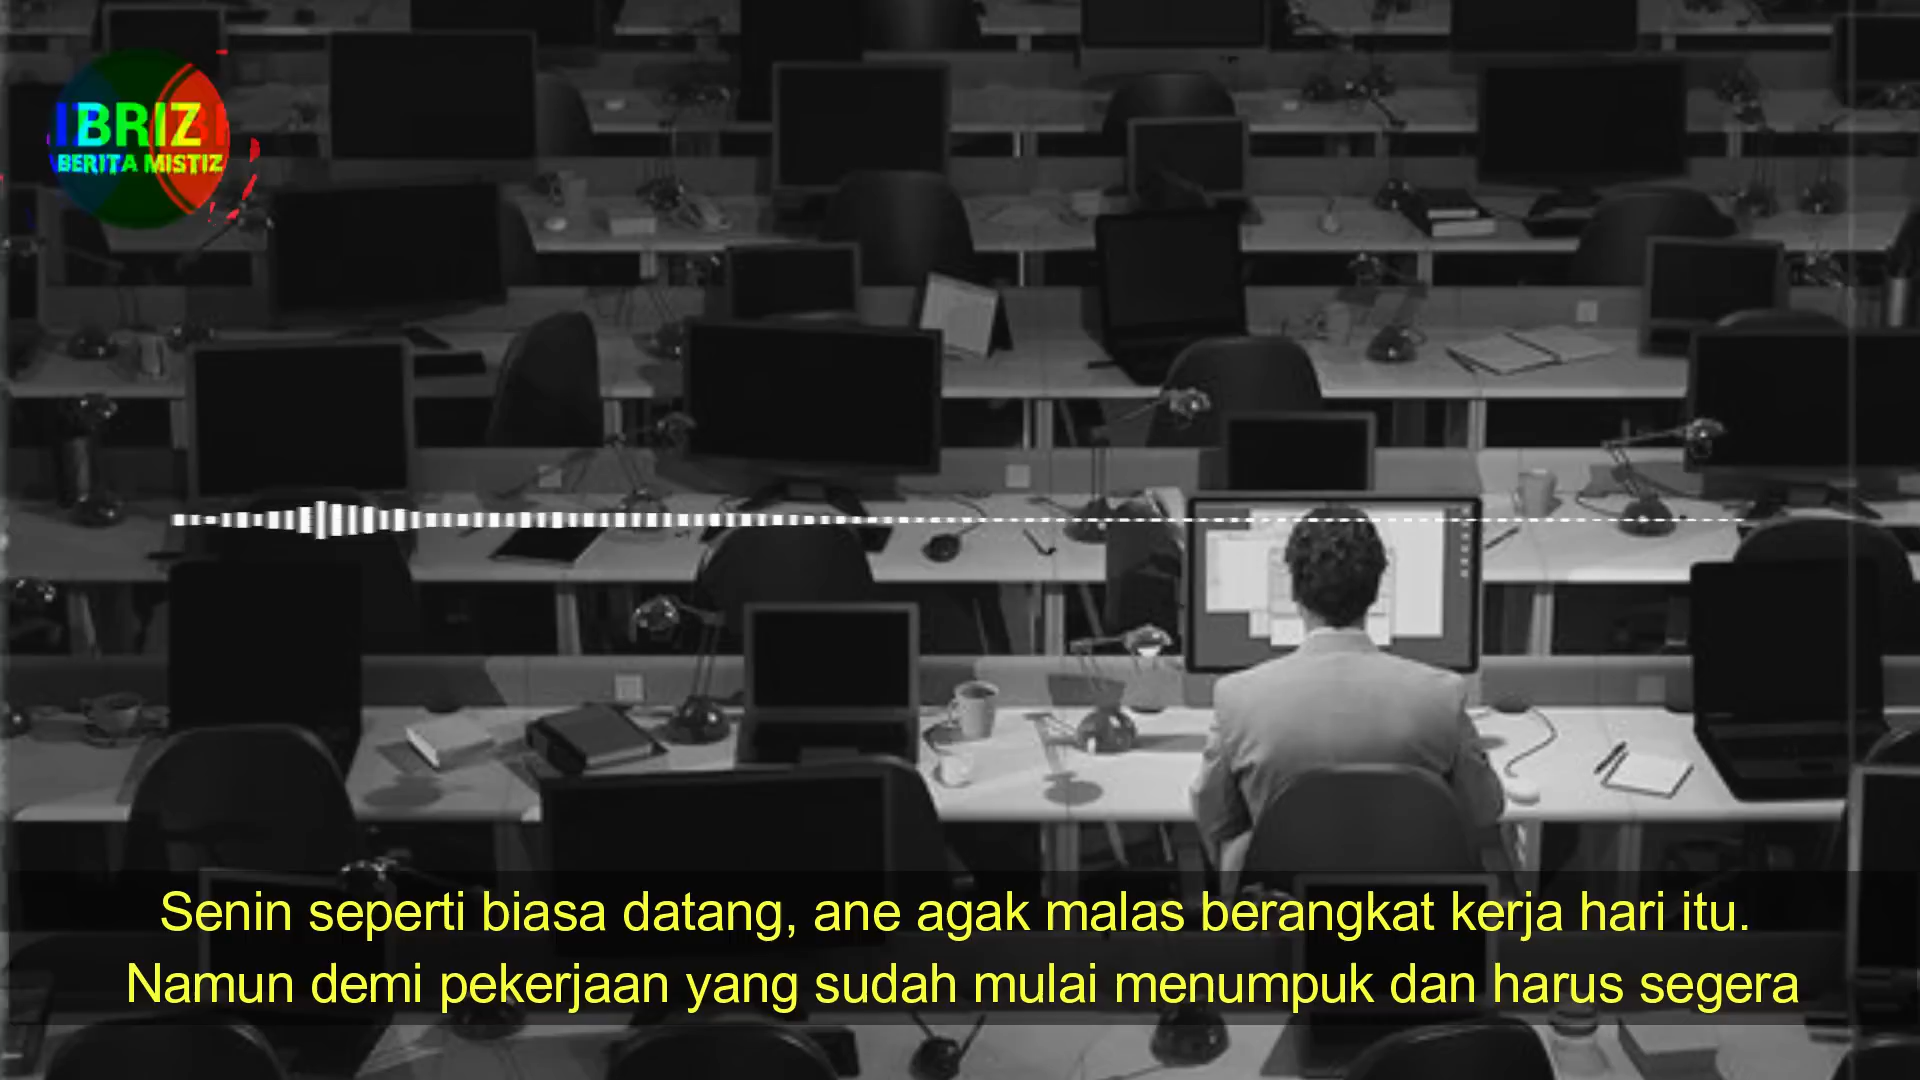 IBRIZ
BERITA MISTIZ
Senin seperti biasa datang, ane agak malas berangkat kerja hari itu.
Namun demi pekerjaan yang sudah mulai menumpuk dan harus segera